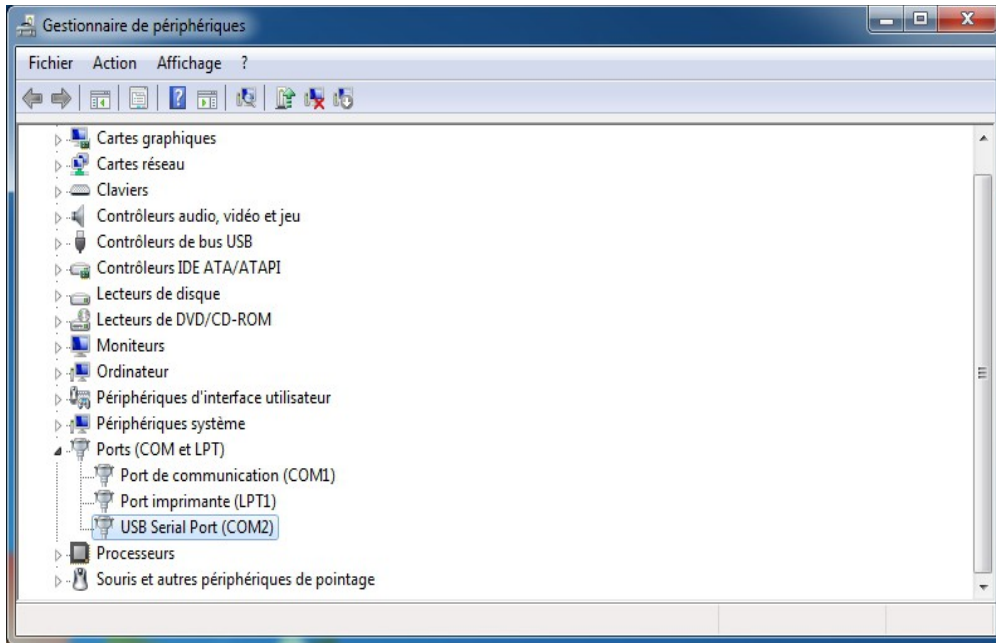 Gestionnaire de périphériques
Fichier Action Affichage ?
Cartes graphiques
Cartes réseau
Claviers
Contrôleurs audio, vidéo et jeu
Contrôleurs de bus USB
Contrôleurs IDE ATA/ATAPI
Lecteurs de disque
Lecteurs de DVD/CD-ROM
Moniteurs
Ordinateur
Périphériques d'interface utilisateur
Périphériques système
Ports (COM et LPT)
Port de communication (COM1)
Port imprimante (LPT1)
USB Serial Port (COM2)
Processeurs
Souris et autres périphériques de pointage